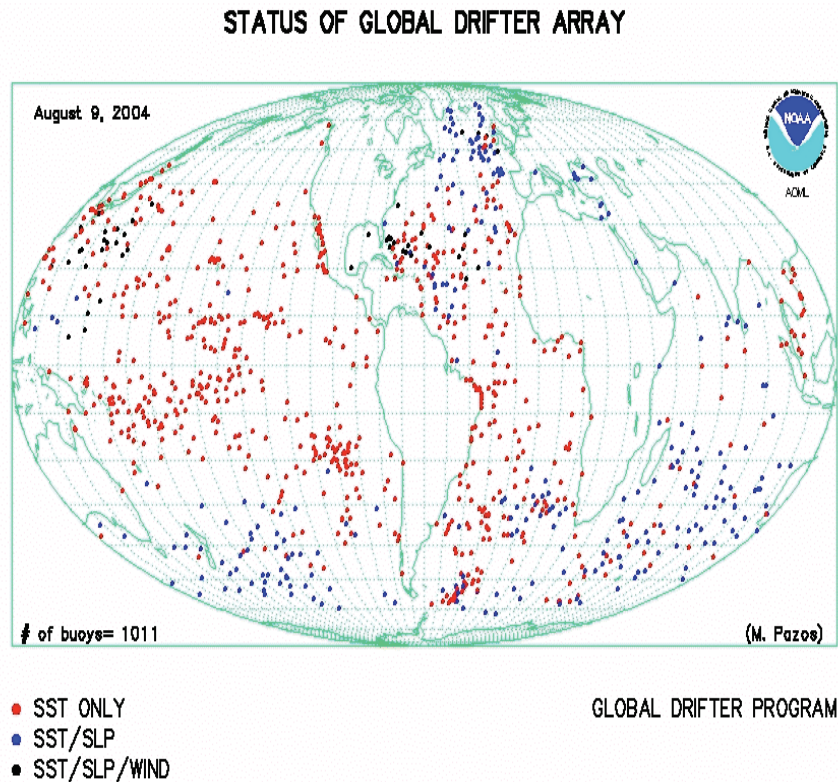 STATUS OF GLOBAL DRIFTER ARRAY
August 9, 2004
NOAA
AOML
# of buoys= 1011
(M. Pazos)
SST ONLY
GLOBAL DRIFTER PROGRAM
SST/SLP
SST/SLP/WIND